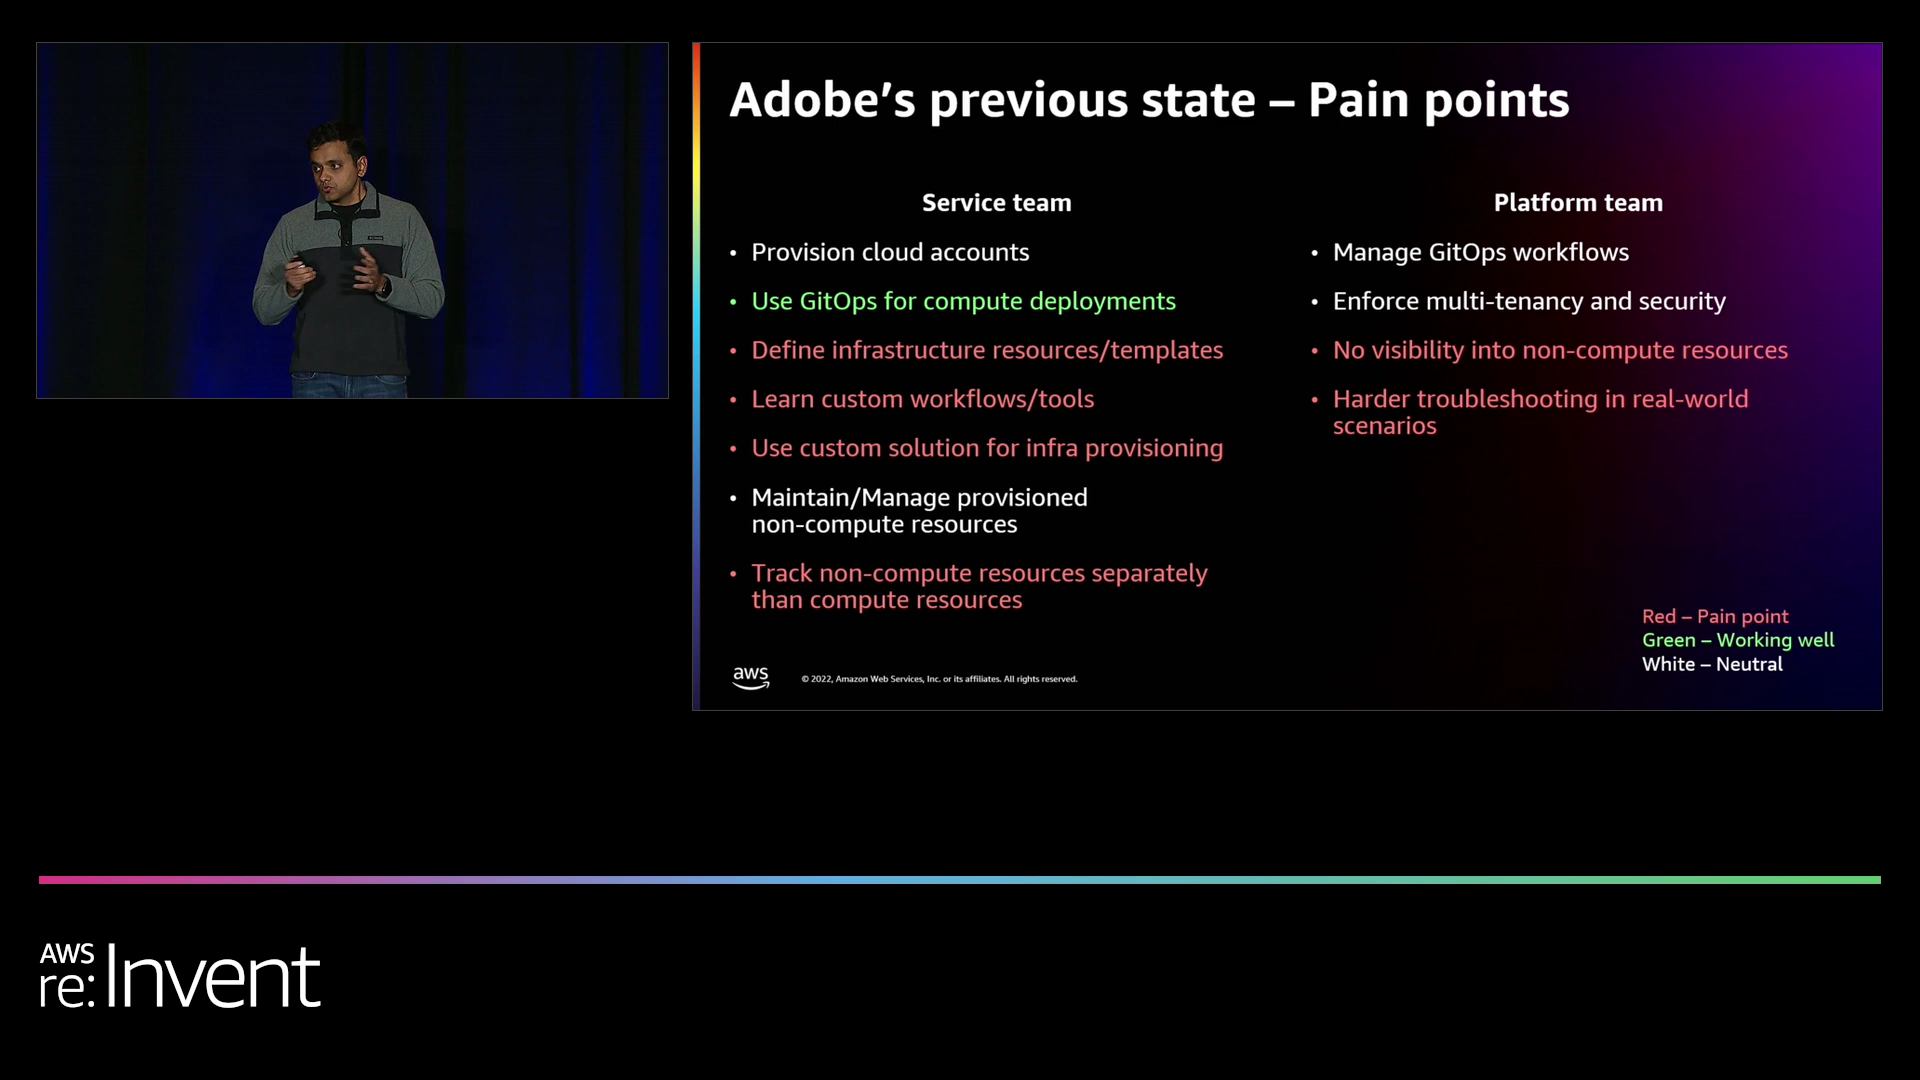 Adobe’s previous state – Pain points
Service team
• Provision cloud accounts
• Use GitOps for compute deployments
• Define infrastructure resources/templates
• Learn custom workflows/tools
• Use custom solution for infra provisioning
• Maintain/Manage provisioned
non-compute resources
• Track non-compute resources separately
than compute resources
Platform team
• Manage GitOps workflows
• Enforce multi-tenancy and security
• No visibility into non-compute resources
• Harder troubleshooting in real-world
scenarios
Red – Pain point
Green – Working well
White – Neutral
aws
© 2022, Amazon Web Services, Inc. or its affiliates. All rights reserved.
AWS
re:Invent